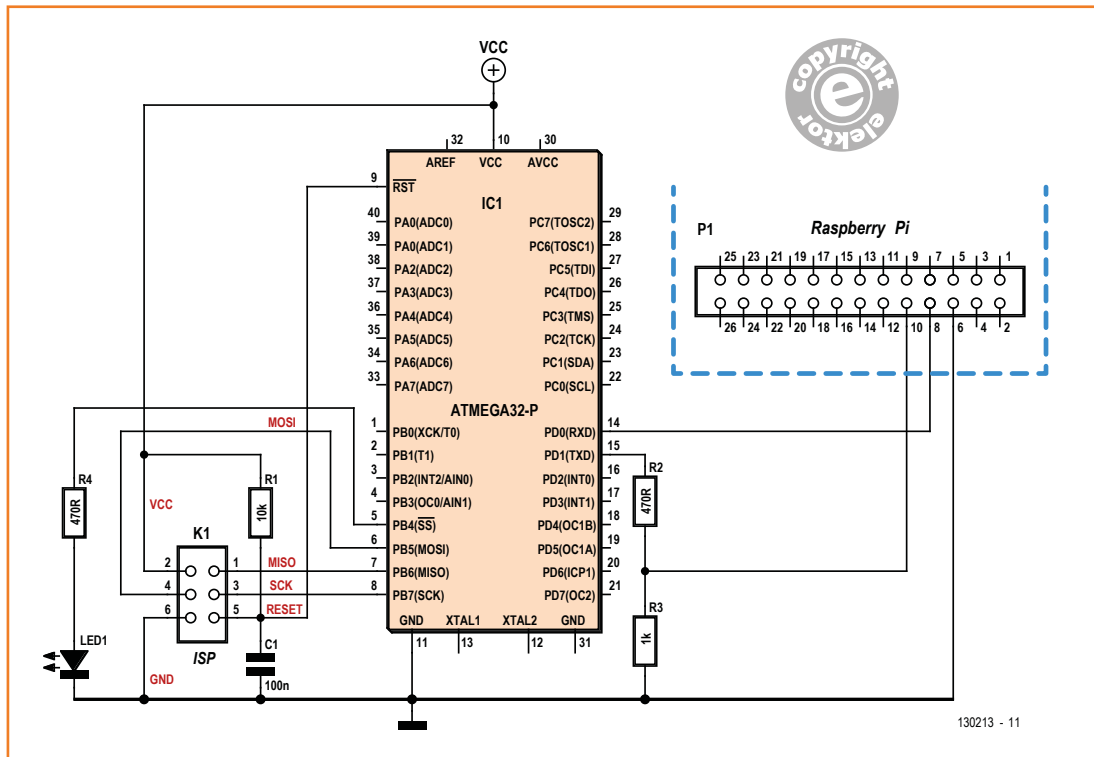 VCC
copyright
e
elektor
32 10 30
AREF VCC AVCC
9 RST
IC1
40 PA0(ADC0) PC7(TOSC2) 29
39 PA0(ADC1) PC6(TOSC1) 28
38 PA2(ADC2) PC5(TDI) 27
37 PA3(ADC3) PC4(TDO) 26
36 PA4(ADC4) PC3(TMS) 25
35 PA5(ADC5) PC2(TCK) 24
34 PA6(ADC6) PC1(SDA) 23
33 PA7(ADC7) PC0(SCL) 22
ATMEGA32-P
1 PB0(XCK/T0) PD0(RXD) 14
2 PB1(T1) PD1(TXD) 15
3 PB2(INT2/AIN0) PD2(INT0) 16
4 PB3(OC0/AIN1) PD3(INT1) 17
5 PB4(SS) PD4(OC1B) 18
6 PB5(MOSI) PD5(OC1A) 19
7 PB6(MISO) PD6(ICP1) 20
8 PB7(SCK) PD7(OC2) 21
GND XTAL1 XTAL2 GND
11 13 12 31
P1 Raspberry Pi
25 23 21 19 17 15 13 11 9 7 5 3 1
26 24 22 20 18 16 14 12 10 8 6 4 2
MOSI
R4
470R
VCC
R1
10k
K1
2 1 MISO
4 3 SCK
6 5 RESET
ISP
LED1
GND
C1
100n
R2
470R
R3
1k
130213 - 11